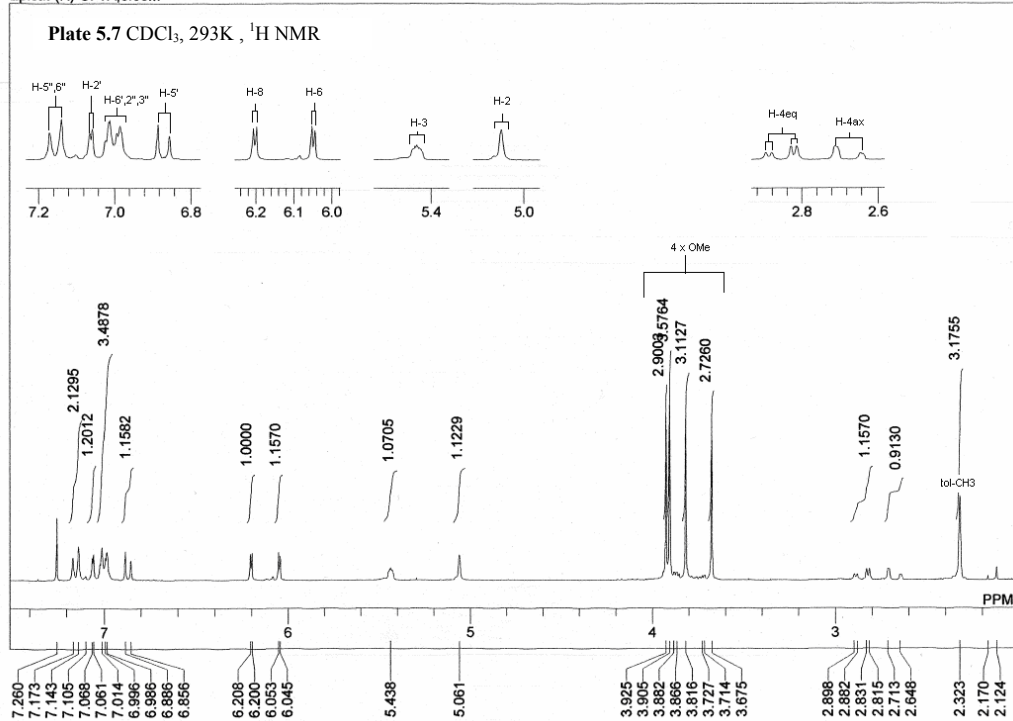 Plate 5.7 CDCl₃, 293K , ¹H NMR
H-5",6" H-2' H-6',2",3" H-5' H-8 H-6 H-3 H-2 H-4eq H-4ax
7.2 7.0 6.8 6.2 6.1 6.0 5.4 5.0 2.8 2.6
4 x OMe
2.1295 1.2012 3.4878 1.1582 1.0000 1.1570 1.0705 1.1229 3.5764 3.1127 2.7260 1.1570 0.9130 3.1755
tol-CH3
PPM
7 6 5 4 3
7.260 7.173 7.143 7.105 7.068 7.061 7.014 6.996 6.986 6.886 6.856 6.208 6.200 6.053 6.045 5.438 5.061 3.925 3.905 3.882 3.866 3.816 3.727 3.714 3.675 2.898 2.882 2.831 2.815 2.713 2.648 2.323 2.170 2.124